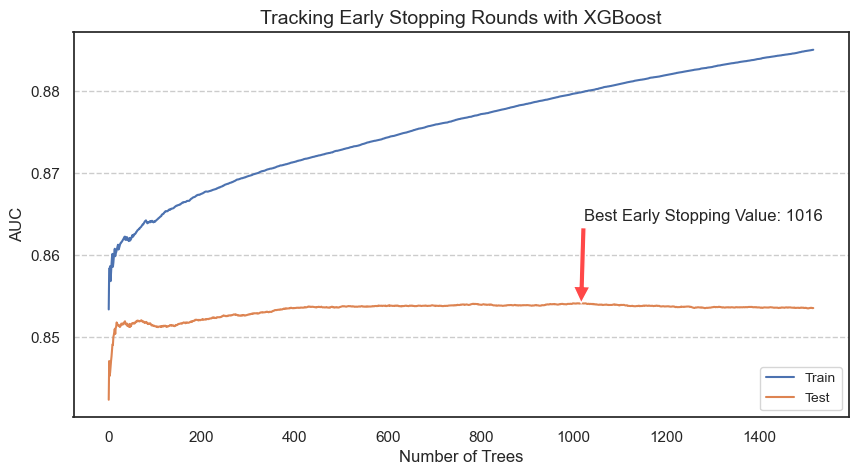 Tracking Early Stopping Rounds with XGBoost
AUC
0.88
0.87
0.86
0.85
Best Early Stopping Value: 1016
Train
Test
0 200 400 600 800 1000 1200 1400
Number of Trees